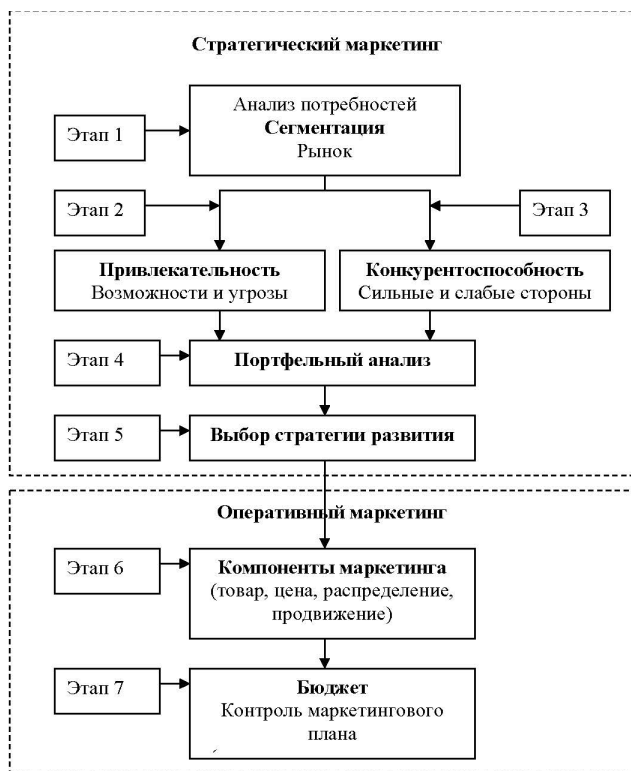 Стратегический маркетинг
Этап 1
Анализ потребностей
Сегментация
Рынок
Этап 2
Этап 3
Привлекательность
Возможности и угрозы
Конкурентоспособность
Сильные и слабые стороны
Этап 4
Портфельный анализ
Этап 5
Выбор стратегии развития
Оперативный маркетинг
Этап 6
Компоненты маркетинга
(товар, цена, распределение,
продвижение)
Этап 7
Бюджет
Контроль маркетингового
плана